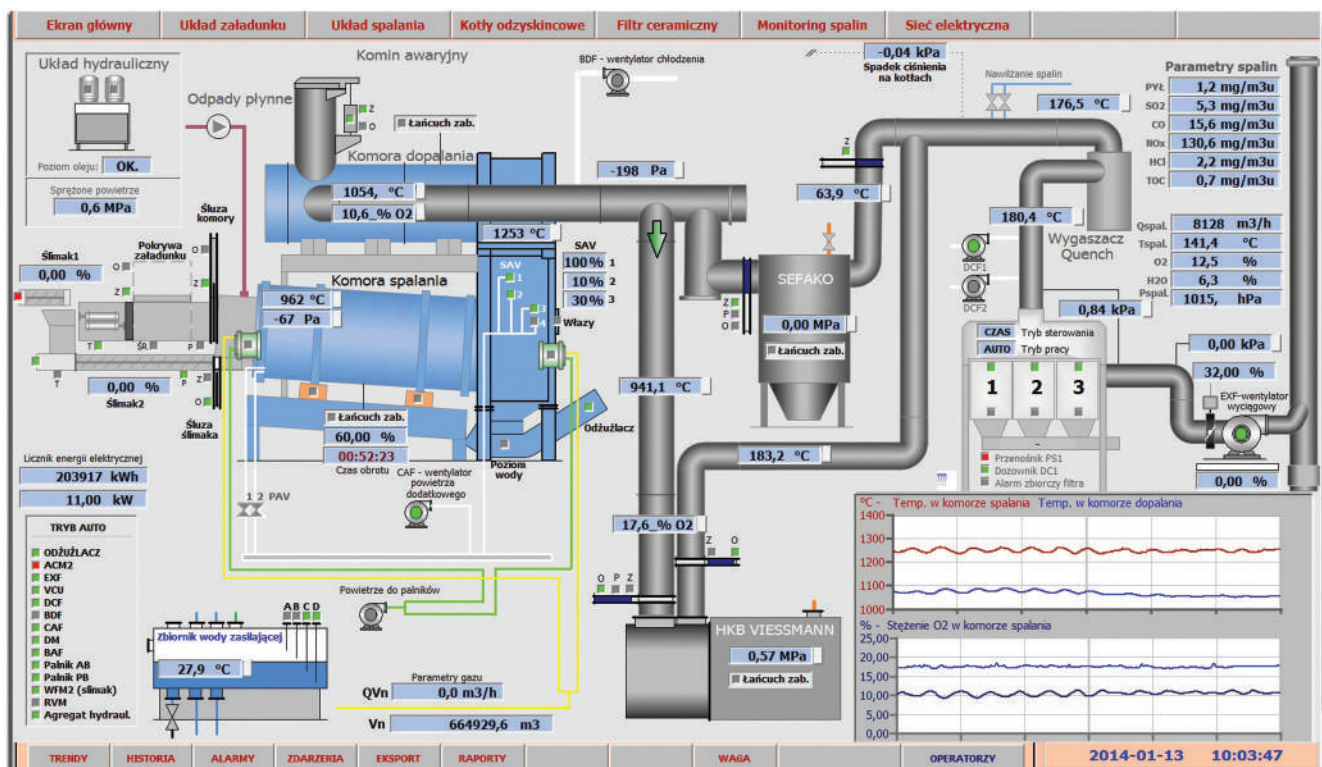 Ekran główny
Układ załadunku
Układ spalania
Kotły odzyskincowe
Filtr ceramiczny
Monitoring spalin
Sieć elektryczna
Układ hydrauliczny
Poziom oleju: OK.
Sprężone powietrze
0,6 MPa
Odpady płynne
Komin awaryjny
Z
O
Łańcuch zab.
Komora dopalania
1054, °C
10,6_% O2
1253 °C
BDF - wentylator chłodzenia
-198 Pa
-0,04 kPa
Spadek ciśnienia
na kotłach
Nawilżanie spalin
176,5 °C
Parametry spalin
PYŁ 1,2 mg/m3u
SO2 5,3 mg/m3u
CO 15,6 mg/m3u
NOx 130,6 mg/m3u
HCl 2,2 mg/m3u
TOC 0,7 mg/m3u
Qspal. 8128 m3/h
Tspal. 141,4 °C
O2 12,5 %
H2O 6,3 %
Pspal. 1015, hPa
Z
63,9 °C
180,4 °C
Wygaszacz
Quench
DCF1
DCF2
0,84 kPa
Śluza
komory
Ślimak1
0,00 %
Pokrywa
załadunku
O
Z
O
Z
T
ŚR
P
T
0,00 %
Ślimak2
P
Z
O
Śluza
ślimaka
Komora spalania
962 °C
-67 Pa
SAV
1
2
3
4
SAV
100% 1
10% 2
30% 3
Włazy
Łańcuch zab.
60,00 %
00:52:23
Czas obrotu
Odżużlacz
Poziom
wody
CAF - wentylator
powietrza
dodatkowego
1 2 PAV
Z
P
O
SEFAKO
0,00 MPa
Łańcuch zab.
941,1 °C
183,2 °C
17,6_% O2
Z O
O P Z
HKB VIESSMANN
0,57 MPa
Łańcuch zab.
CZAS Tryb sterowania
AUTO Tryb pracy
1 2 3
-
Przenośnik PS1
Dozownik DC1
Alarm zbiorczy filtra
0,00 kPa
32,00 %
EXF-wentylator
wyciągowy
0,00 %
Licznik energii elektrycznej
203917 kWh
11,00 kW
TRYB AUTO
ODŻUŻLACZ
ACM2
EXF
VCU
DCF
BDF
CAF
DM
BAF
Palnik AB
Palnik PB
WFM2 (slimak)
RVM
Agregat hydraul.
A B C D
Zbiornik wody zasilającej
27,9 °C
Powietrze do palników
Parametry gazu
QVn 0,0 m3/h
Vn 664929,6 m3
°C - Temp. w komorze spalania Temp. w komorze dopalania
1400
1300
1200
1100
1000
% - Stężenie O2 w komorze spalania
25,00
20,00
15,00
10,00
5,00
0,00
TRENDY
HISTORIA
ALARMY
ZDARZENIA
EKSPORT
RAPORTY
WAGA
OPERATORZY
2014-01-13 10:03:47